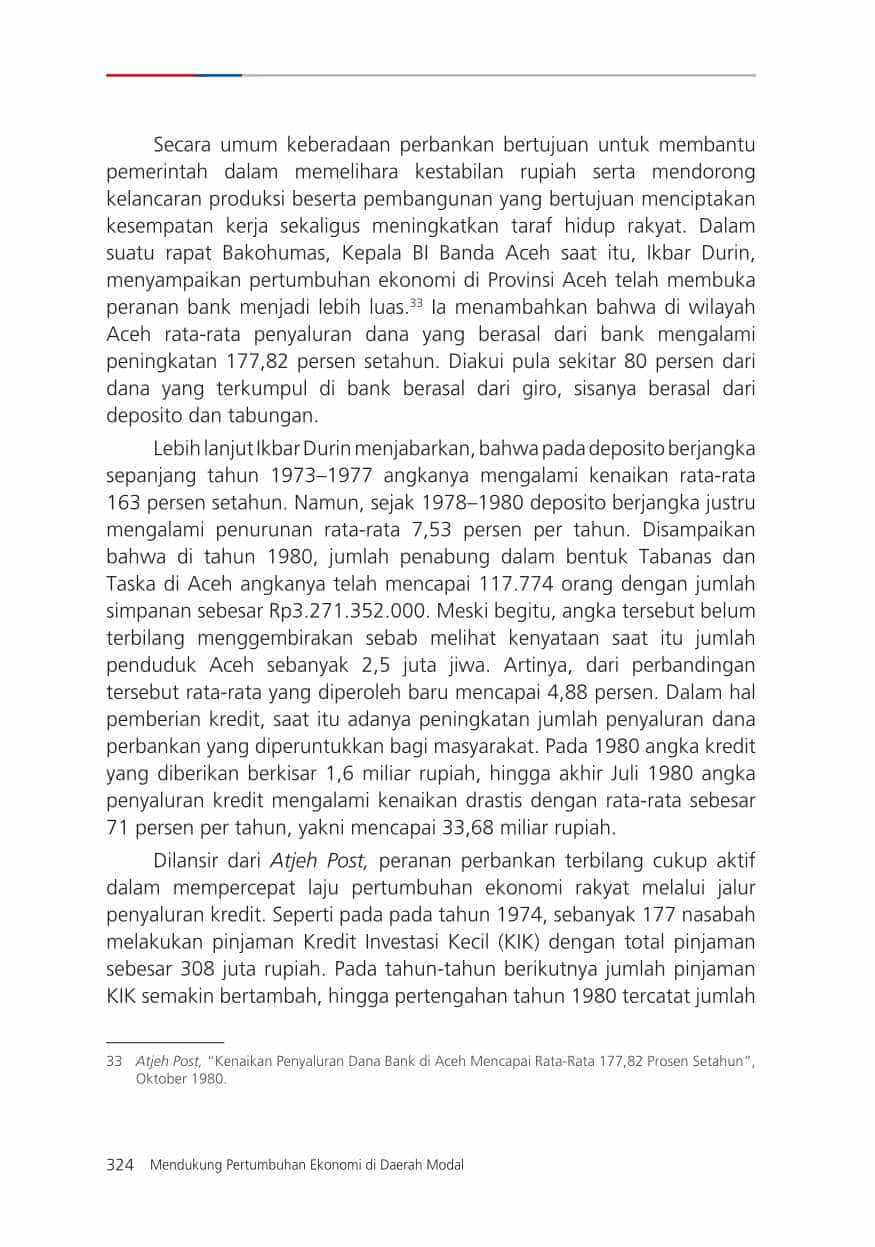 Secara umum keberadaan perbankan bertujuan untuk membantu
pemerintah dalam memelihara kestabilan rupiah serta mendorong
kelancaran produksi beserta pembangunan yang bertujuan menciptakan
kesempatan kerja sekaligus meningkatkan taraf hidup rakyat. Dalam
suatu rapat Bakohumas, Kepala BI Banda Aceh saat itu, Ikbar Durin,
menyampaikan pertumbuhan ekonomi di Provinsi Aceh telah membuka
peranan bank menjadi lebih luas.³³ Ia menambahkan bahwa di wilayah
Aceh rata-rata penyaluran dana yang berasal dari bank mengalami
peningkatan 177,82 persen setahun. Diakui pula sekitar 80 persen dari
dana yang terkumpul di bank berasal dari giro, sisanya berasal dari
deposito dan tabungan.
Lebih lanjut Ikbar Durin menjabarkan, bahwa pada deposito berjangka
sepanjang tahun 1973–1977 angkanya mengalami kenaikan rata-rata
163 persen setahun. Namun, sejak 1978–1980 deposito berjangka justru
mengalami penurunan rata-rata 7,53 persen per tahun. Disampaikan
bahwa di tahun 1980, jumlah penabung dalam bentuk Tabanas dan
Taska di Aceh angkanya telah mencapai 117.774 orang dengan jumlah
simpanan sebesar Rp3.271.352.000. Meski begitu, angka tersebut belum
terbilang menggembirakan sebab melihat kenyataan saat itu jumlah
penduduk Aceh sebanyak 2,5 juta jiwa. Artinya, dari perbandingan
tersebut rata-rata yang diperoleh baru mencapai 4,88 persen. Dalam hal
pemberian kredit, saat itu adanya peningkatan jumlah penyaluran dana
perbankan yang diperuntukkan bagi masyarakat. Pada 1980 angka kredit
yang diberikan berkisar 1,6 miliar rupiah, hingga akhir Juli 1980 angka
penyaluran kredit mengalami kenaikan drastis dengan rata-rata sebesar
71 persen per tahun, yakni mencapai 33,68 miliar rupiah.
Dilansir dari Atjeh Post, peranan perbankan terbilang cukup aktif
dalam mempercepat laju pertumbuhan ekonomi rakyat melalui jalur
penyaluran kredit. Seperti pada pada tahun 1974, sebanyak 177 nasabah
melakukan pinjaman Kredit Investasi Kecil (KIK) dengan total pinjaman
sebesar 308 juta rupiah. Pada tahun-tahun berikutnya jumlah pinjaman
KIK semakin bertambah, hingga pertengahan tahun 1980 tercatat jumlah
33 Atjeh Post, “Kenaikan Penyaluran Dana Bank di Aceh Mencapai Rata-Rata 177,82 Prosen Setahun”,
Oktober 1980.
324 Mendukung Pertumbuhan Ekonomi di Daerah Modal